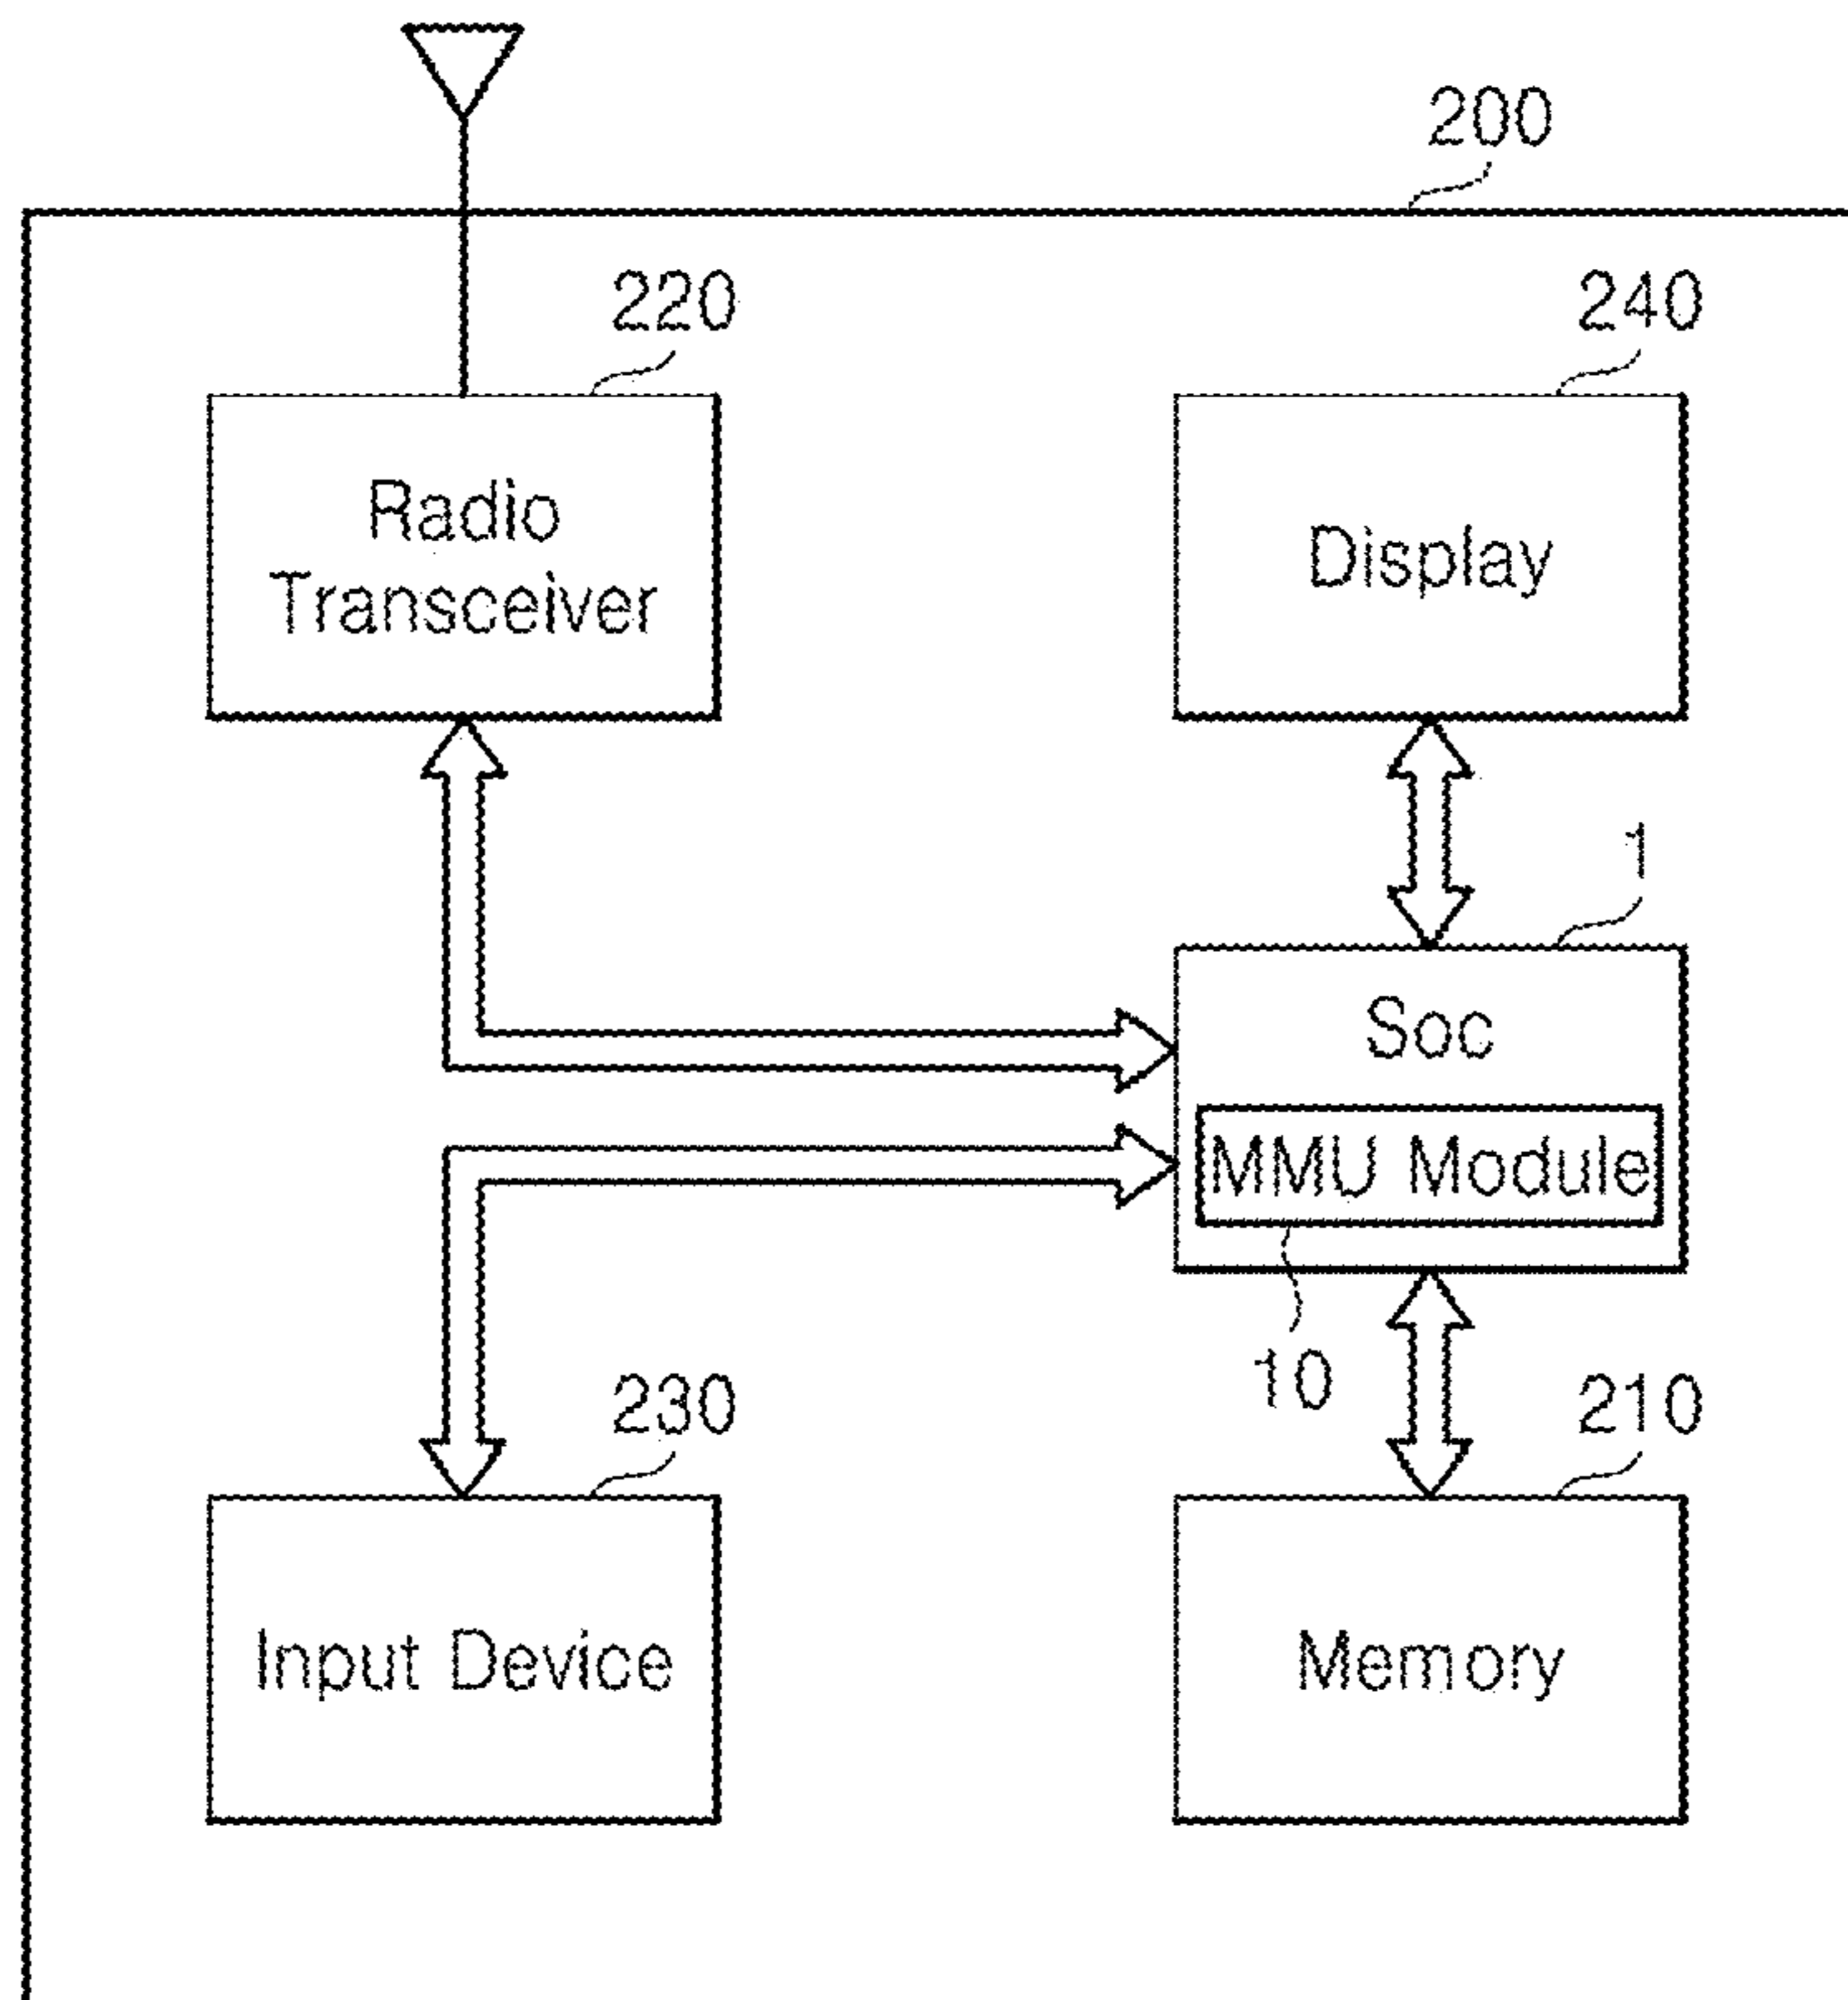 200
220
240
Radio
Transceiver
Display
1
Soc
MMU Module
10
230
210
Input Device
Memory